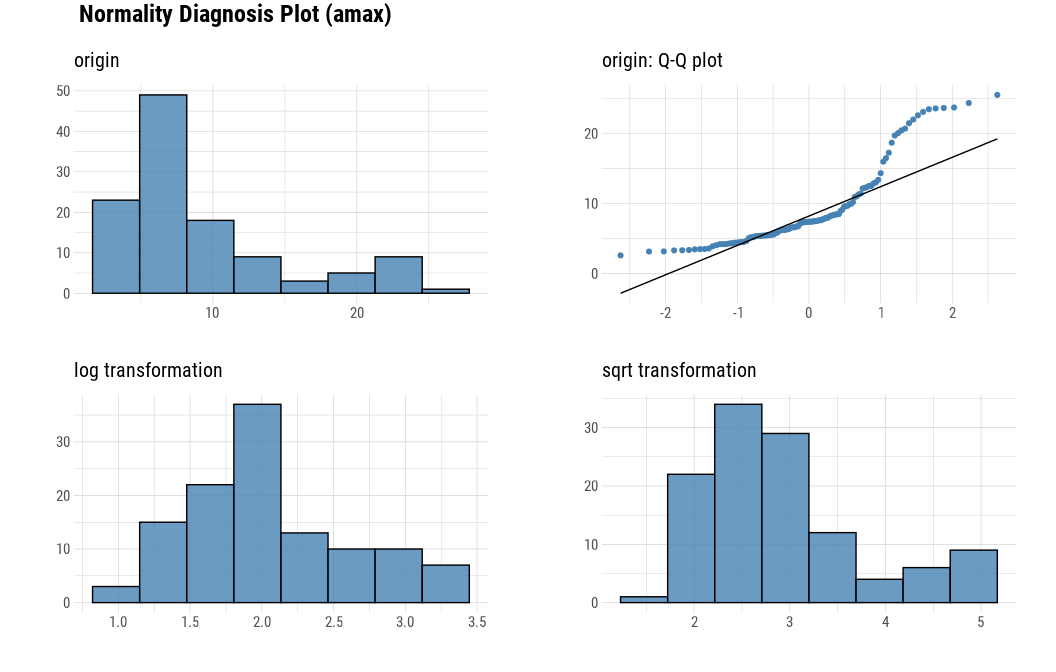 Normality Diagnosis Plot (amax)
origin
50
40
30
20
10
0
10 20
origin: Q-Q plot
20
10
0
-2 -1 0 1 2
log transformation
30
20
10
0
1.0 1.5 2.0 2.5 3.0 3.5
sqrt transformation
30
20
10
0
2 3 4 5